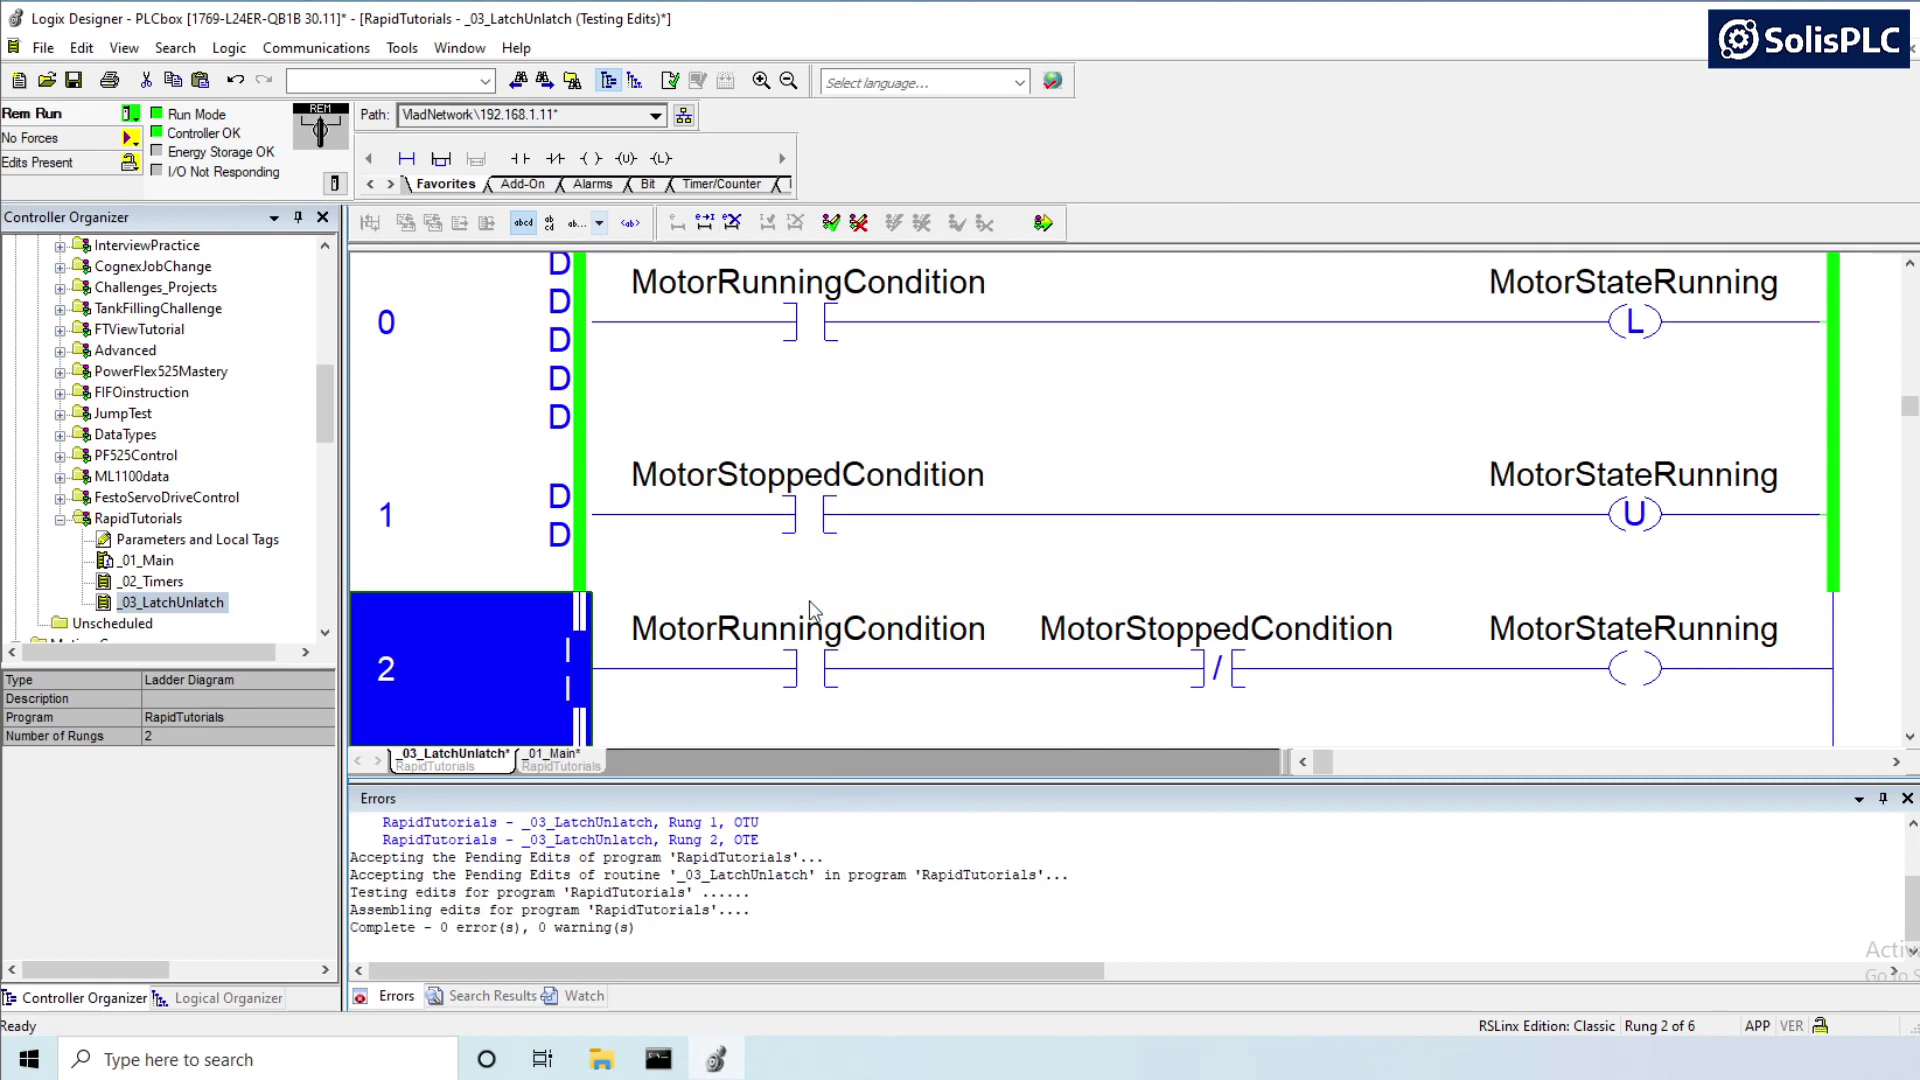 Logix Designer - PLCbox [1769-L24ER-QB1B 30.11]* - [RapidTutorials - _03_LatchUnlatch (Testing Edits)*]
SolisPLC
File Edit View Search Logic Communications Tools Window Help
Select language...
Rem Run
No Forces
Edits Present
Run Mode
Controller OK
Energy Storage OK
I/O Not Responding
REM
Path: VladNetwork\192.168.1.11*
Favorites Add-On Alarms Bit Timer/Counter
Controller Organizer
InterviewPractice
CognexJobChange
Challenges_Projects
TankFillingChallenge
FTViewTutorial
Advanced
PowerFlex525Mastery
FIFOinstruction
JumpTest
DataTypes
PF525Control
ML1100data
FestoServoDriveControl
RapidTutorials
Parameters and Local Tags
_01_Main
_02_Timers
_03_LatchUnlatch
Unscheduled
Type Ladder Diagram
Description
Program RapidTutorials
Number of Rungs 2
Controller Organizer Logical Organizer
abcd ab cd ab... <ab>
D
D
D
D
D
0
MotorRunningCondition MotorStateRunning
L
D
D
1
MotorStoppedCondition MotorStateRunning
U
2
MotorRunningCondition MotorStoppedCondition MotorStateRunning
/
_03_LatchUnlatch* _01_Main*
RapidTutorials RapidTutorials
Errors
RapidTutorials - _03_LatchUnlatch, Rung 1, OTU
RapidTutorials - _03_LatchUnlatch, Rung 2, OTE
Accepting the Pending Edits of program 'RapidTutorials'...
Accepting the Pending Edits of routine '_03_LatchUnlatch' in program 'RapidTutorials'...
Testing edits for program 'RapidTutorials' ......
Assembling edits for program 'RapidTutorials'....
Complete - 0 error(s), 0 warning(s)
Errors Search Results Watch
Ready
RSLinx Edition: Classic Rung 2 of 6 APP VER
Type here to search